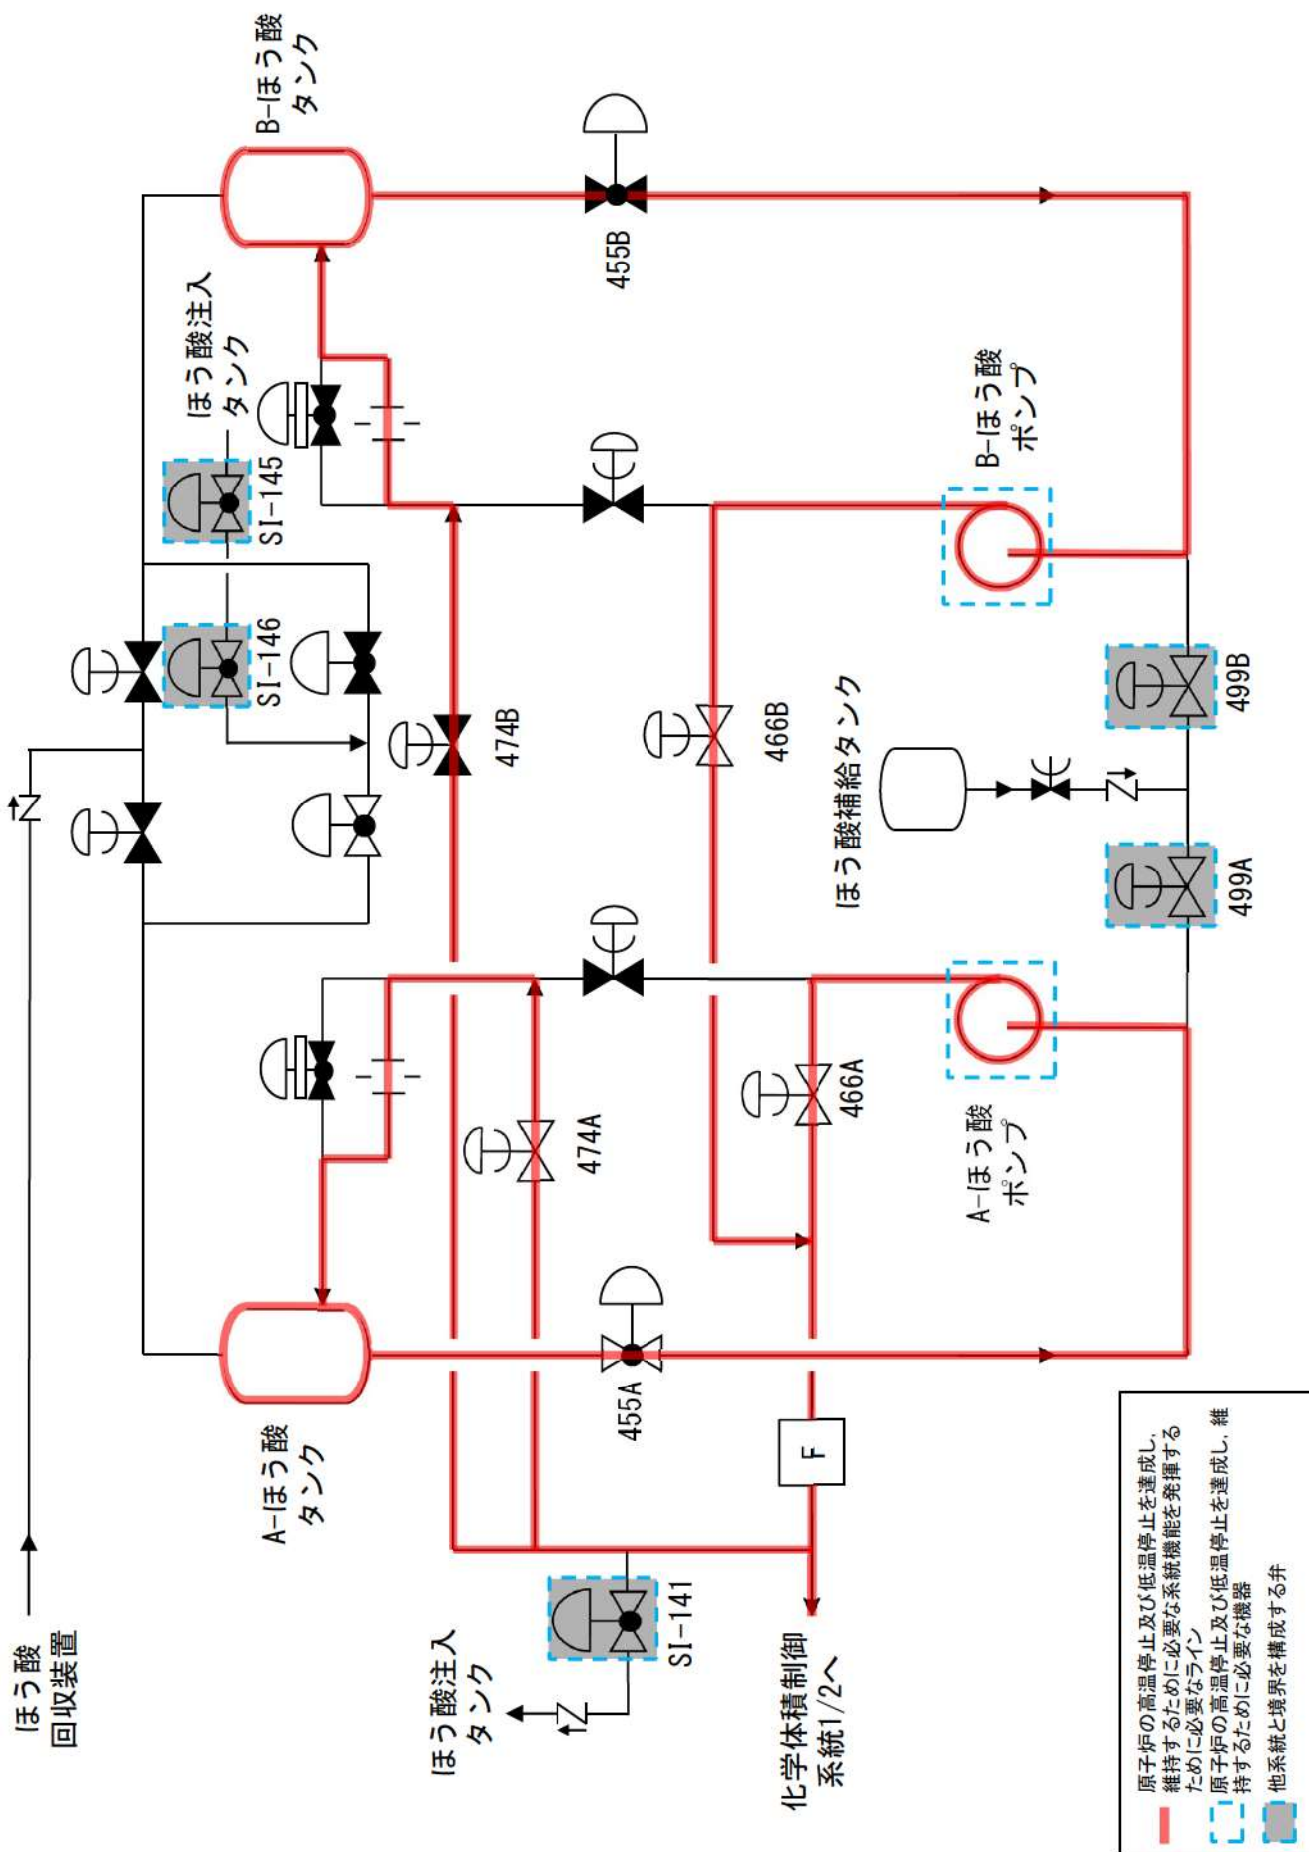 ほう酸
回収装置
A-ほう酸
タンク
B-ほう酸
タンク
ほう酸注入
タンク
SI-145
SI-146
474B
474A
466B
466A
455A
455B
ほう酸補給タンク
A-ほう酸
ポンプ
B-ほう酸
ポンプ
499A
499B
F
SI-141
ほう酸注入
タンク
化学体積制御
系統1/2へ
原子炉の高温停止及び低温停止を達成し、
維持するために必要な系統機能を発揮する
ために必要なライン
原子炉の高温停止及び低温停止を達成し、維
持するために必要な機器
他系統と境界を構成する弁